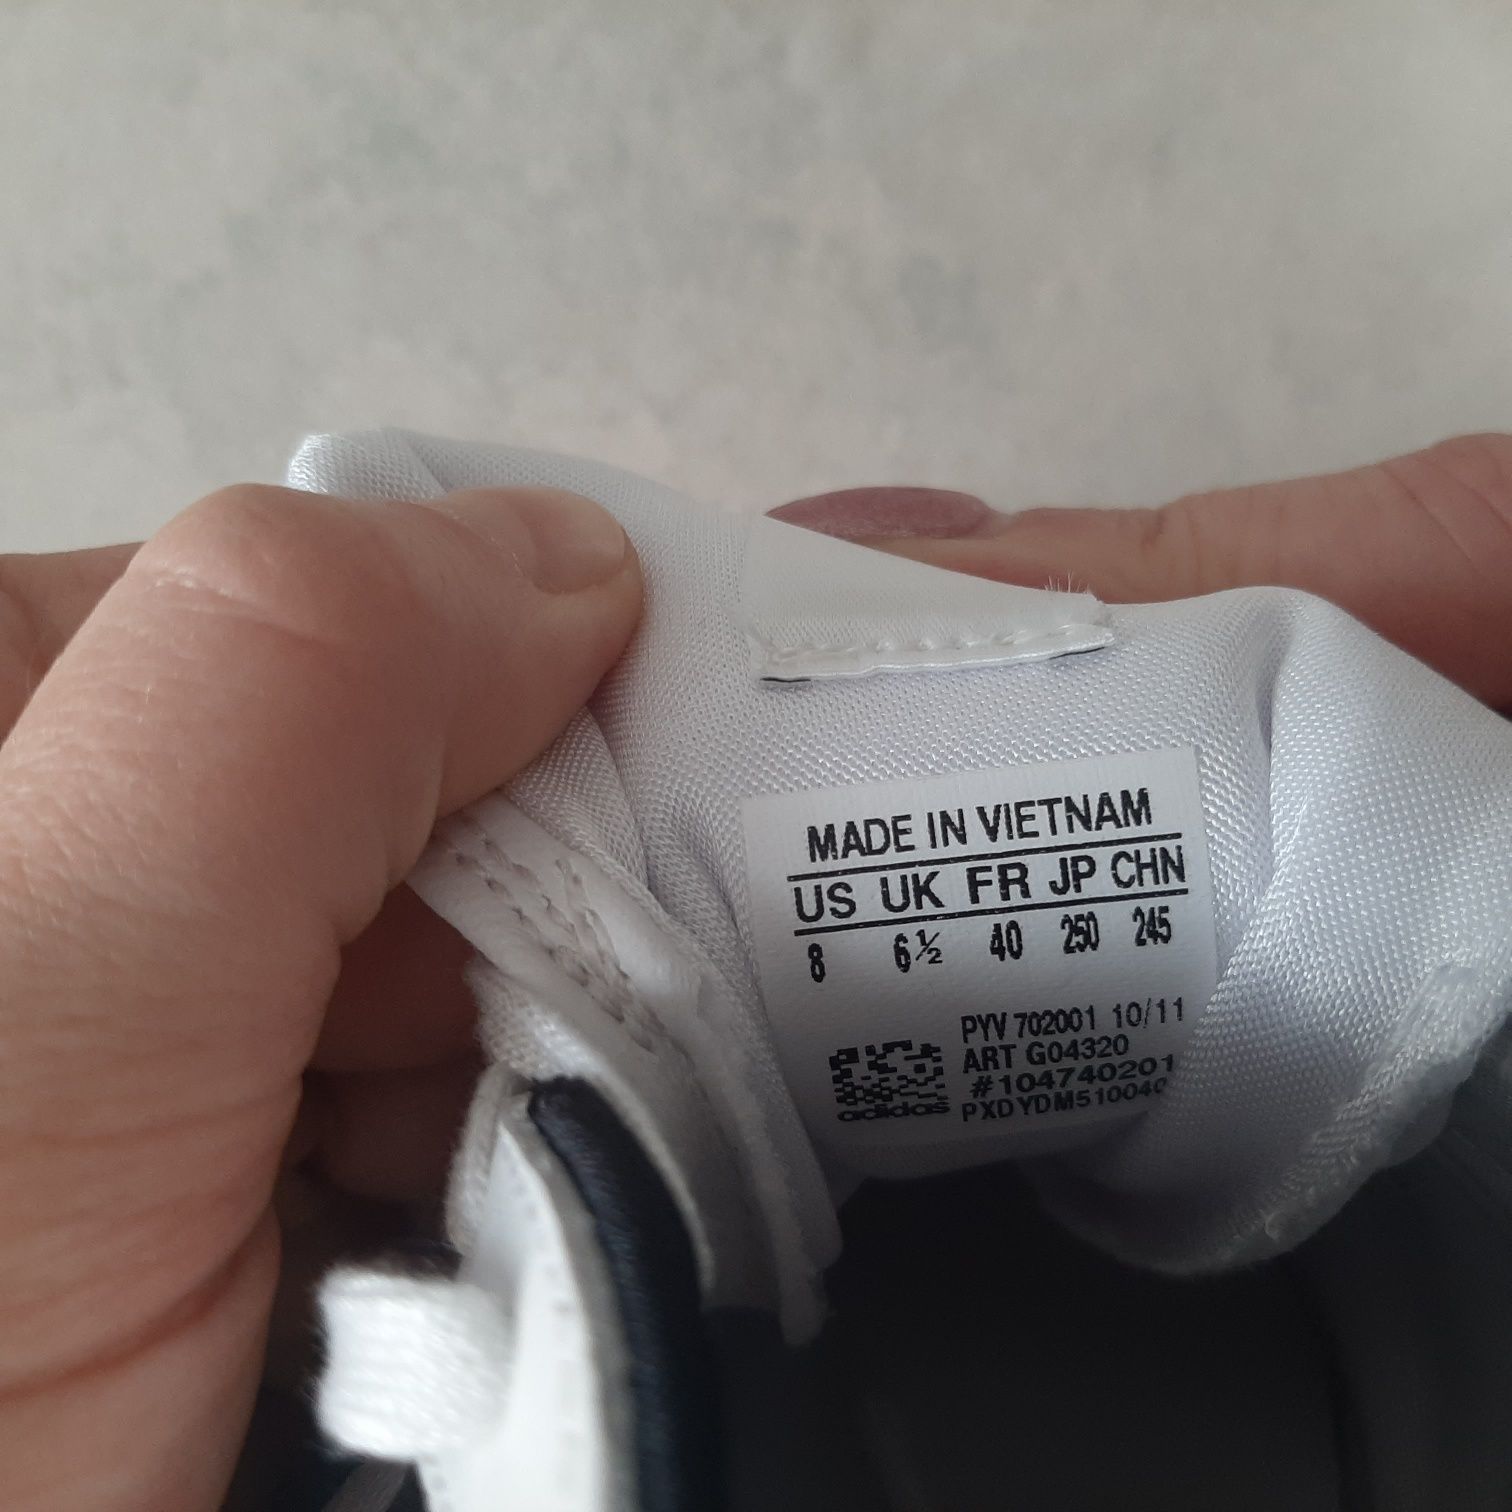 MADE IN VIETNAM
US UK FR JP CHN
8 6½ 40 250 245
PYV 702001 10/11
ART G04320
#104740201
adidas PXDYDM510040